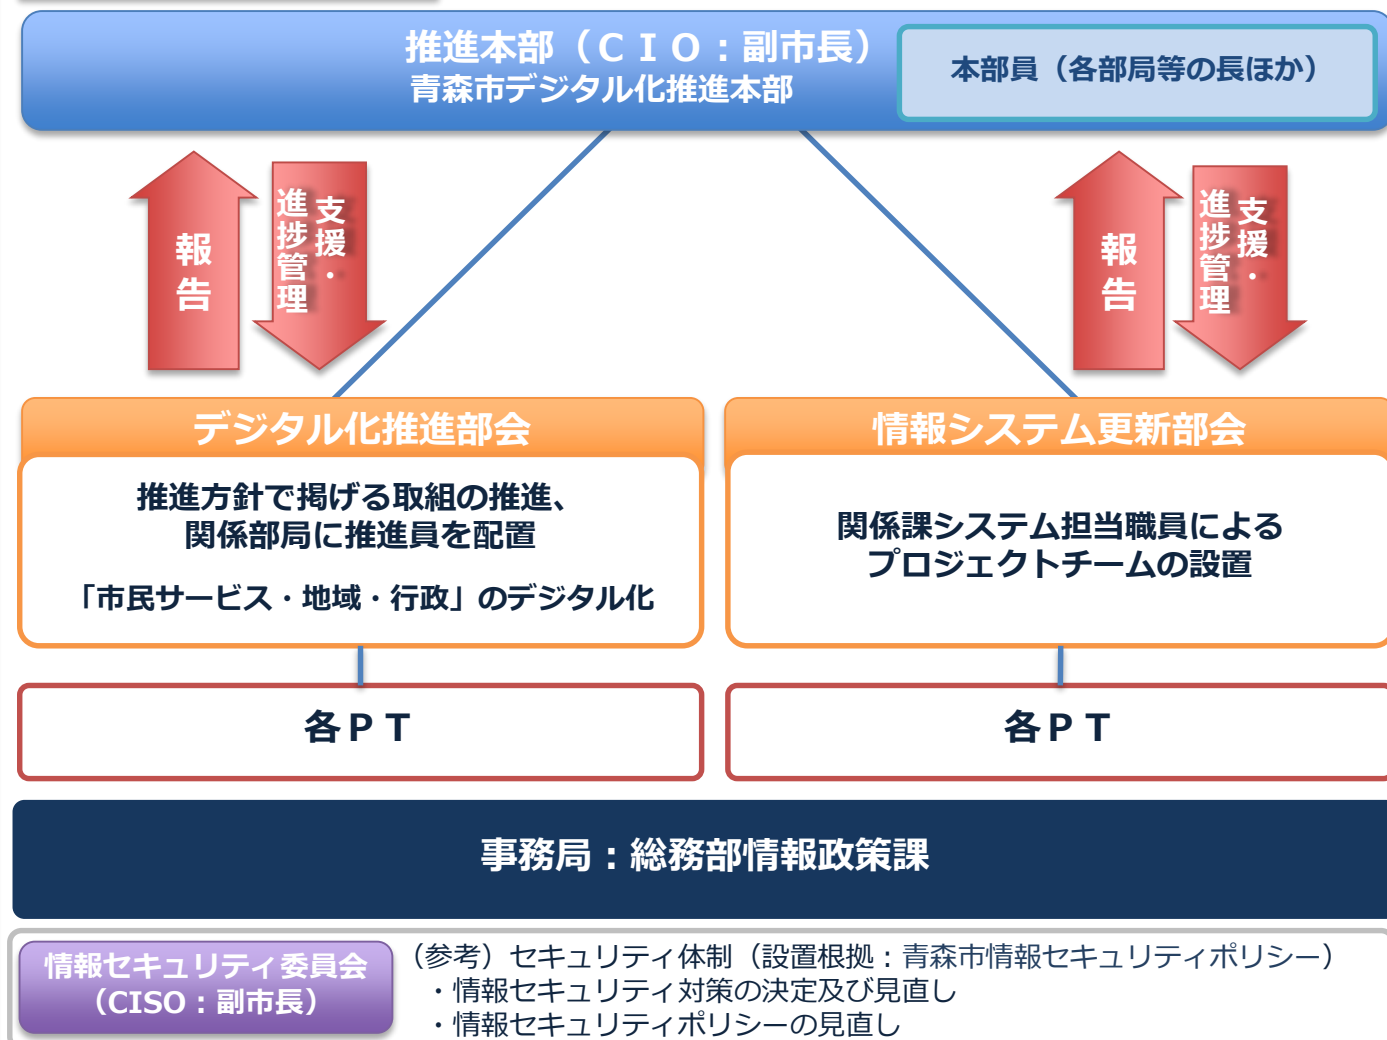 推進本部（ＣＩＯ：副市長）
青森市デジタル化推進本部
本部員（各部局等の長ほか）
報告
支援・
進捗管理
報告
支援・
進捗管理
デジタル化推進部会
推進方針で掲げる取組の推進、
関係部局に推進員を配置
「市民サービス・地域・行政」のデジタル化
情報システム更新部会
関係課システム担当職員による
プロジェクトチームの設置
各ＰＴ
各ＰＴ
事務局：総務部情報政策課
情報セキュリティ委員会
（CISO：副市長）
（参考）セキュリティ体制（設置根拠：青森市情報セキュリティポリシー）
・情報セキュリティ対策の決定及び見直し
・情報セキュリティポリシーの見直し